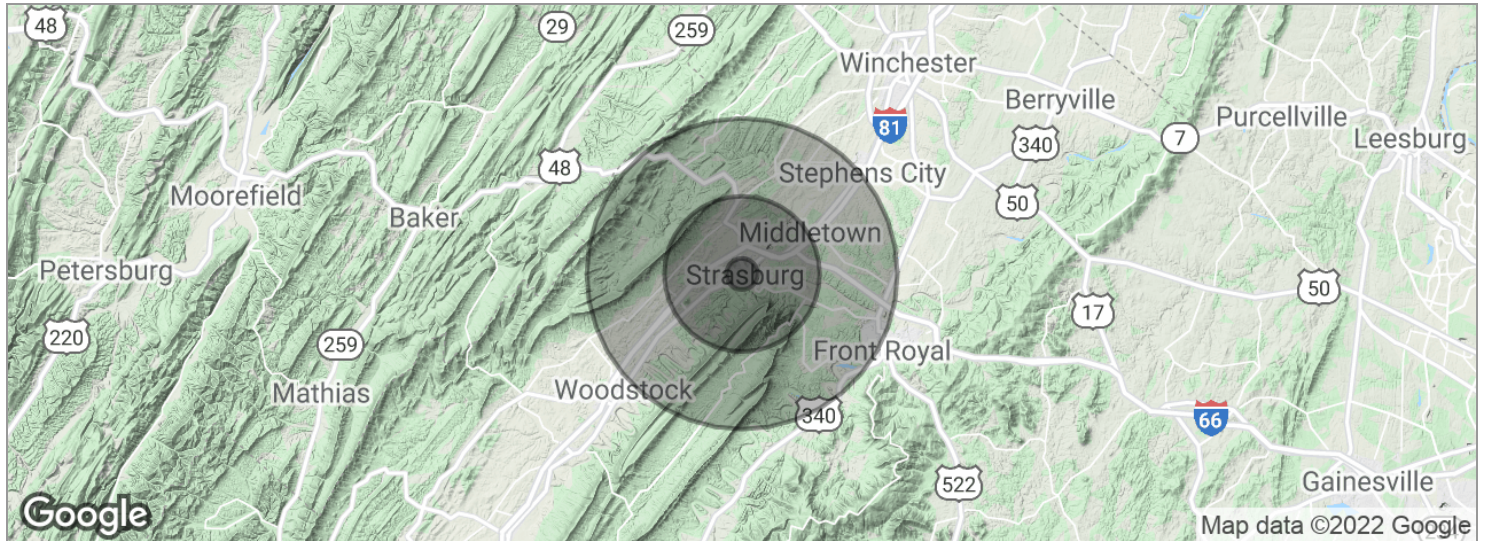 48
29
259
Winchester
Berryville
Purcellville
81
340
7
Leesburg
48
Stephens City
Moorefield
50
Baker
Middletown
Petersburg
Strasburg
50
17
220
259
Front Royal
Mathias
Woodstock
340
66
522
Gainesville
Google
Map data ©2022 Google